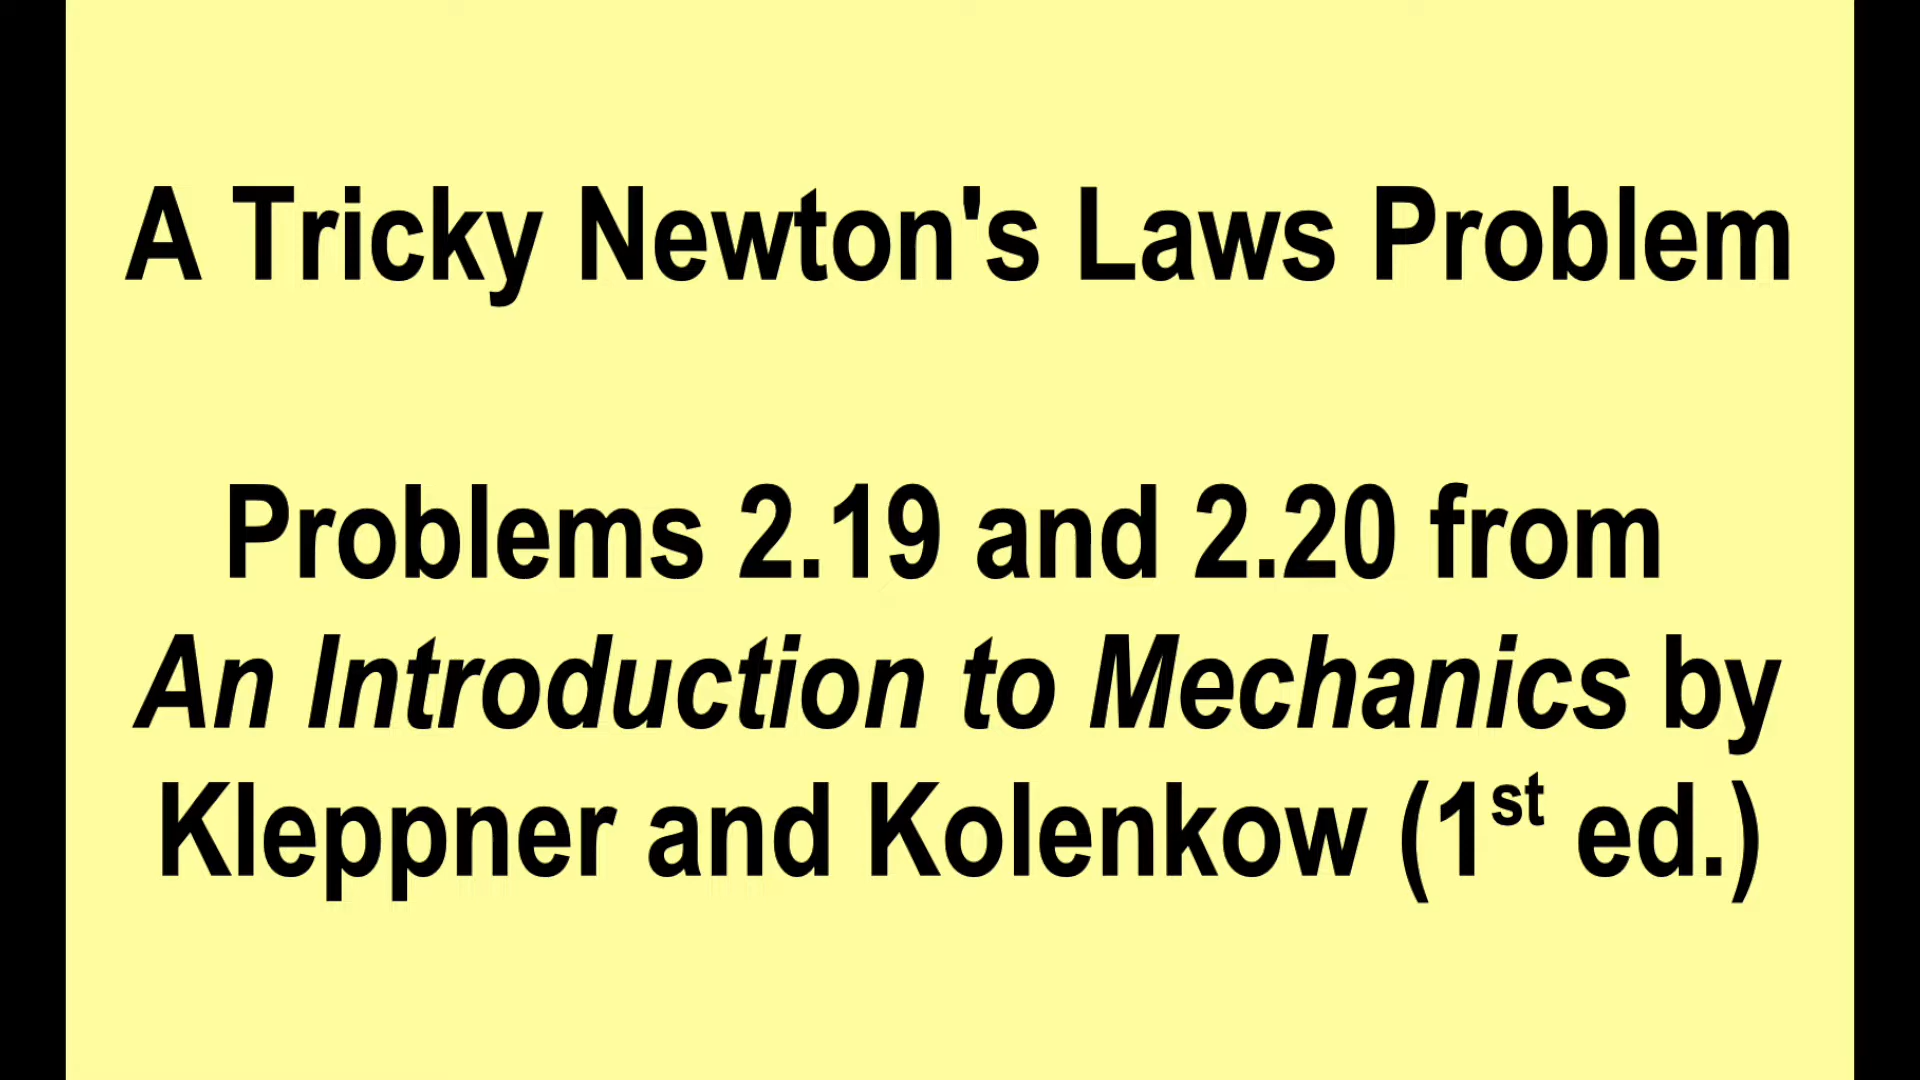 A Tricky Newton's Laws Problem
Problems 2.19 and 2.20 from
An Introduction to Mechanics by
Kleppner and Kolenkow (1st ed.)